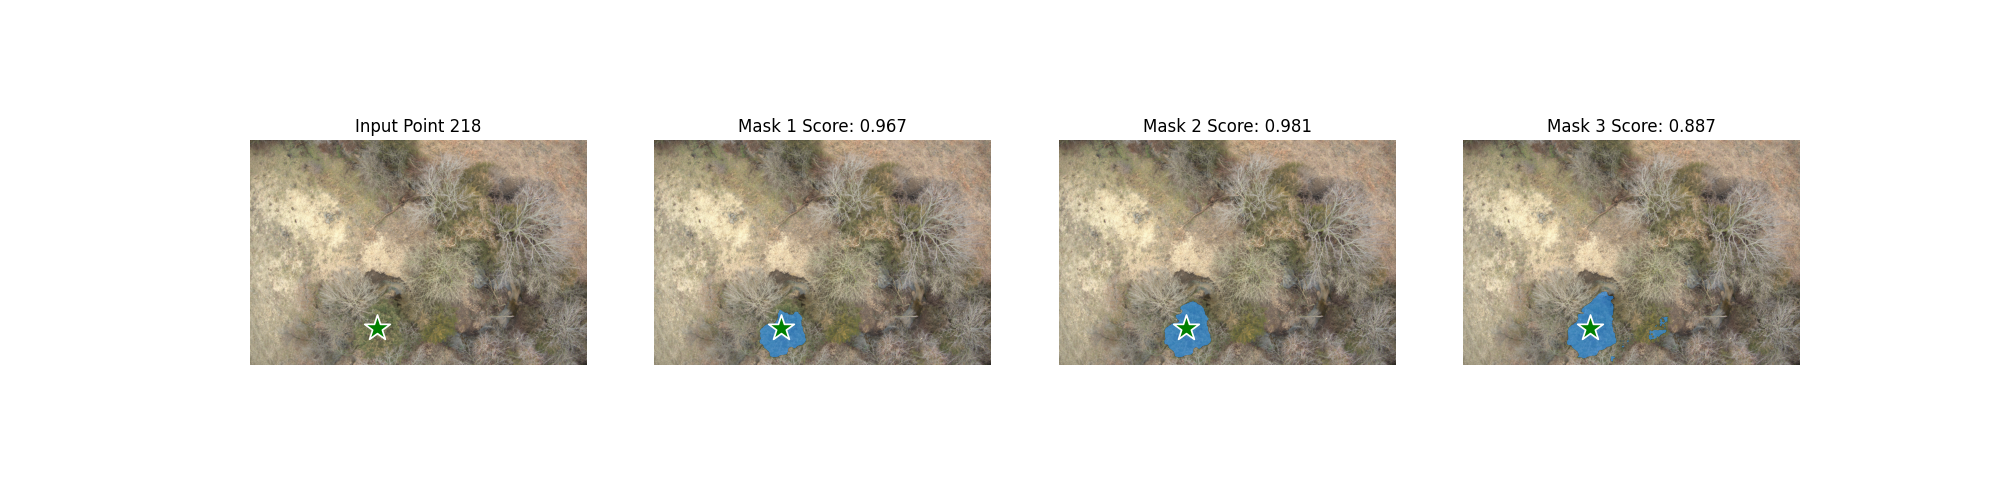 Input Point 218
Mask 1 Score: 0.967
Mask 2 Score: 0.981
Mask 3 Score: 0.887